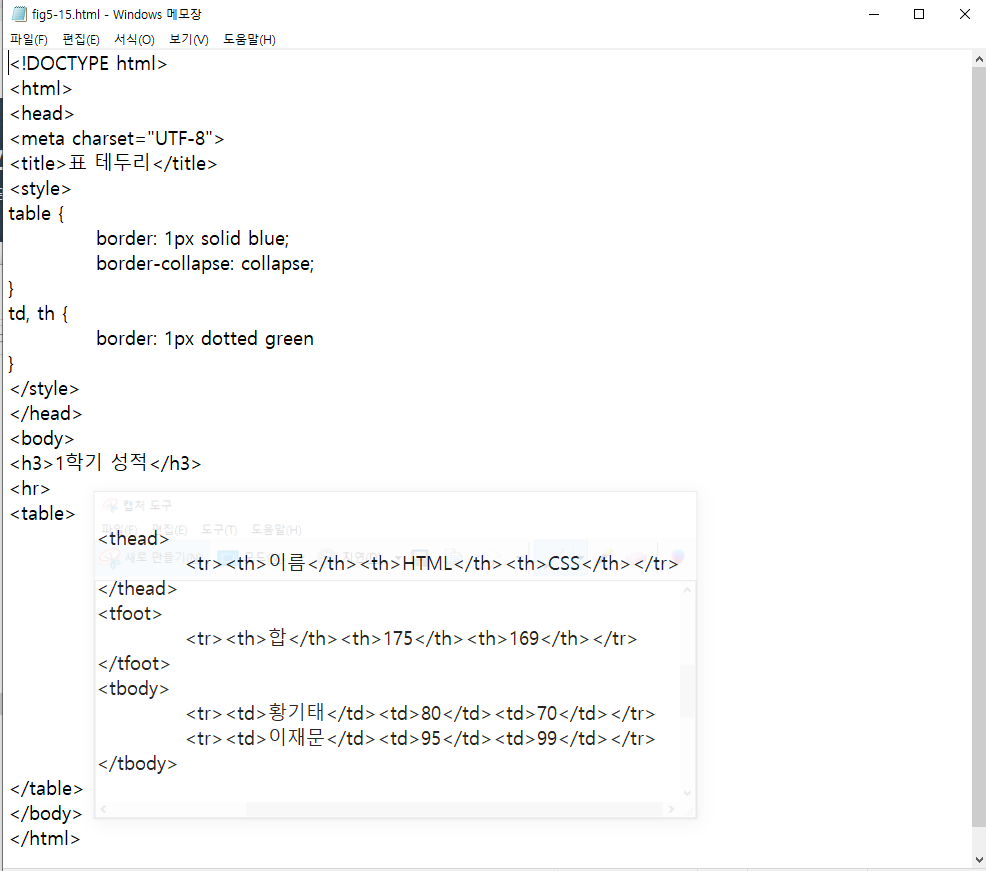 fig5-15.html - Windows 메모장
파일(F) 편집(E) 서식(O) 보기(V) 도움말(H)
<!DOCTYPE html>
<html>
<head>
<meta charset="UTF-8">
<title>표 테두리</title>
<style>
table {
border: 1px solid blue;
border-collapse: collapse;
}
td, th {
border: 1px dotted green
}
</style>
</head>
<body>
<h3>1학기 성적</h3>
<hr>
<table>
캡처 도구
파일(F) 편집(E) 도구(T) 도움말(H)
<thead>
새로 만들기(N)
<tr><th>이름</th><th>HTML</th><th>CSS</th></tr>
</thead>
<tfoot>
<tr><th>합</th><th>175</th><th>169</th></tr>
</tfoot>
<tbody>
<tr><td>황기태</td><td>80</td><td>70</td></tr>
<tr><td>이재문</td><td>95</td><td>99</td></tr>
</tbody>
</table>
</body>
</html>